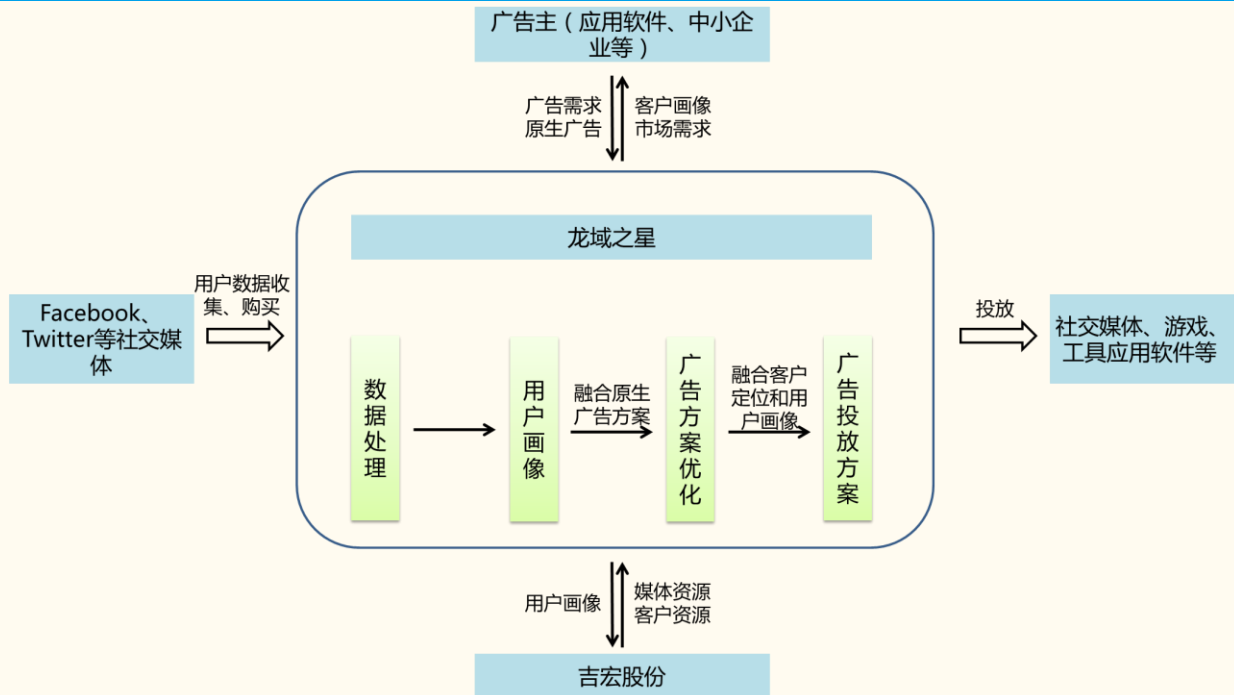 广告主（应用软件、中小企
业等）
广告需求
原生广告
客户画像
市场需求
龙域之星
用户数据收
集、购买
Facebook、
Twitter等社交媒
体
投放
社交媒体、游戏、
工具应用软件等
数据处理
用户画像
融合原生
广告方案
广告方案优化
融合客户
定位和用
户画像
广告投放方案
用户画像
媒体资源
客户资源
吉宏股份